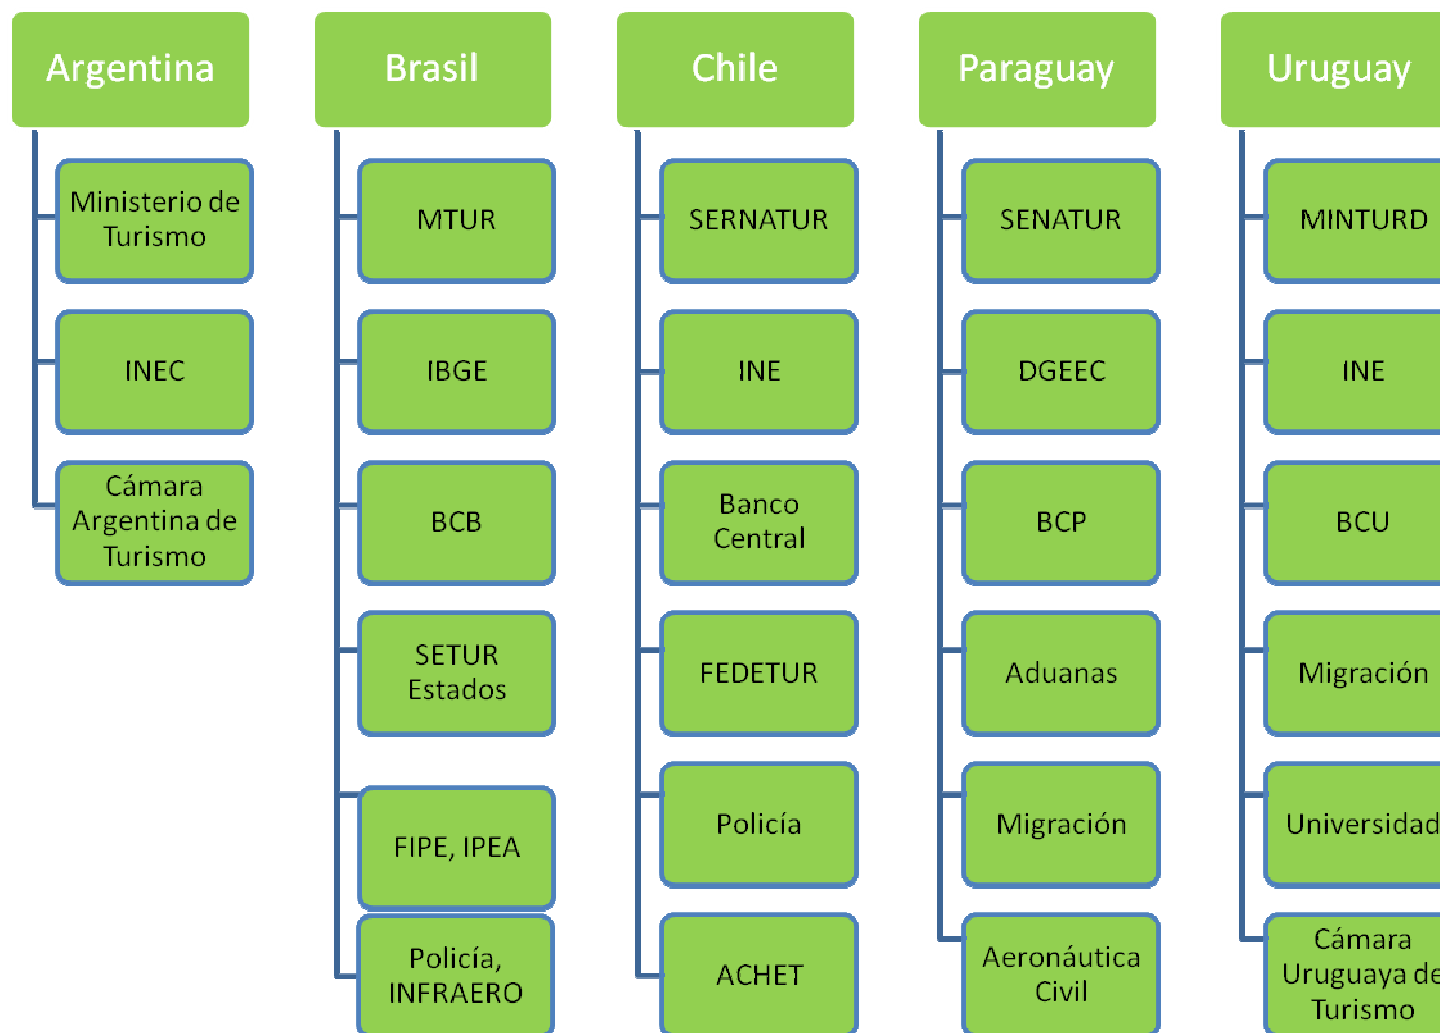 Argentina
Ministerio de
Turismo
INEC
Cámara
Argentina de
Turismo
Brasil
MTUR
IBGE
BCB
SETUR
Estados
FIPE, IPEA
Policía,
INFRAERO
Chile
SERNATUR
INE
Banco
Central
FEDETUR
Policía
ACHET
Paraguay
SENATUR
DGEEC
BCP
Aduanas
Migración
Aeronáutica
Civil
Uruguay
MINTURD
INE
BCU
Migración
Universidad
Cámara
Uruguaya de
Turismo